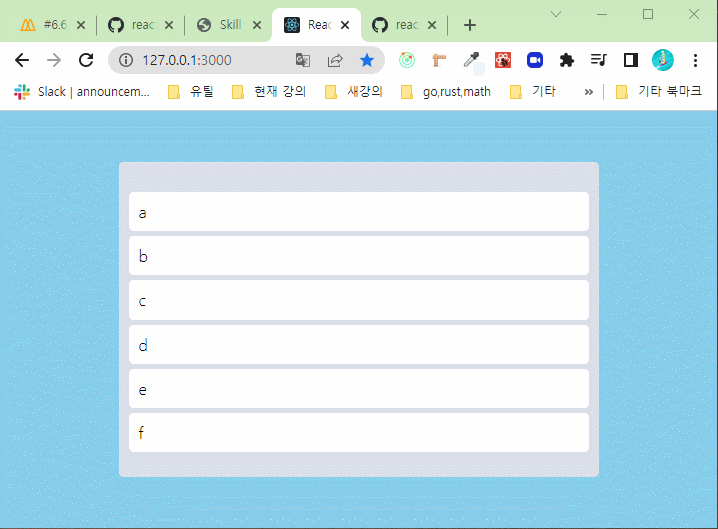 #6.6 reac Skill Reac reac
127.0.0.1:3000
Slack | announcem... 유틸 현재 강의 새강의 go,rust,math 기타 » 기타 북마크
a
b
c
d
e
f